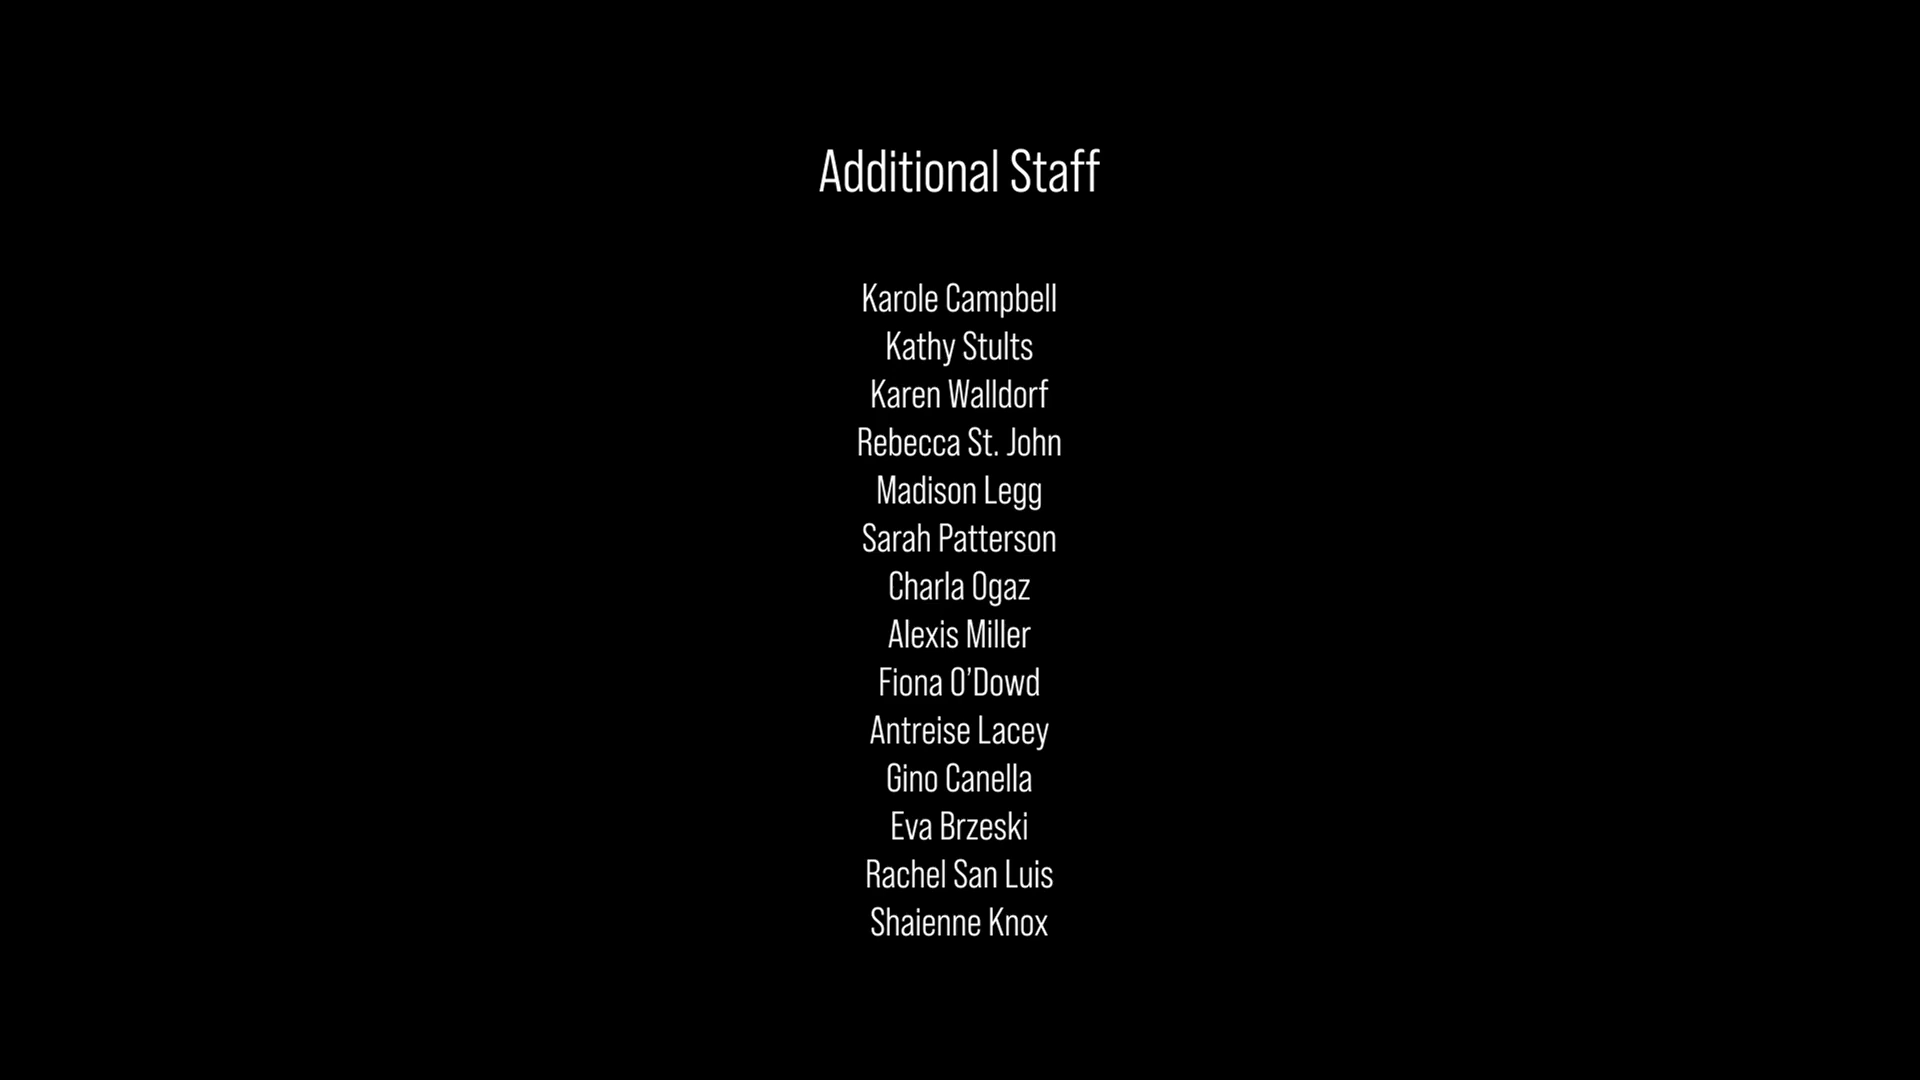 Additional Staff
Karole Campbell
Kathy Stults
Karen Walldorf
Rebecca St. John
Madison Legg
Sarah Patterson
Charla Ogaz
Alexis Miller
Fiona O’Dowd
Antreise Lacey
Gino Canella
Eva Brzeski
Rachel San Luis
Shaienne Knox